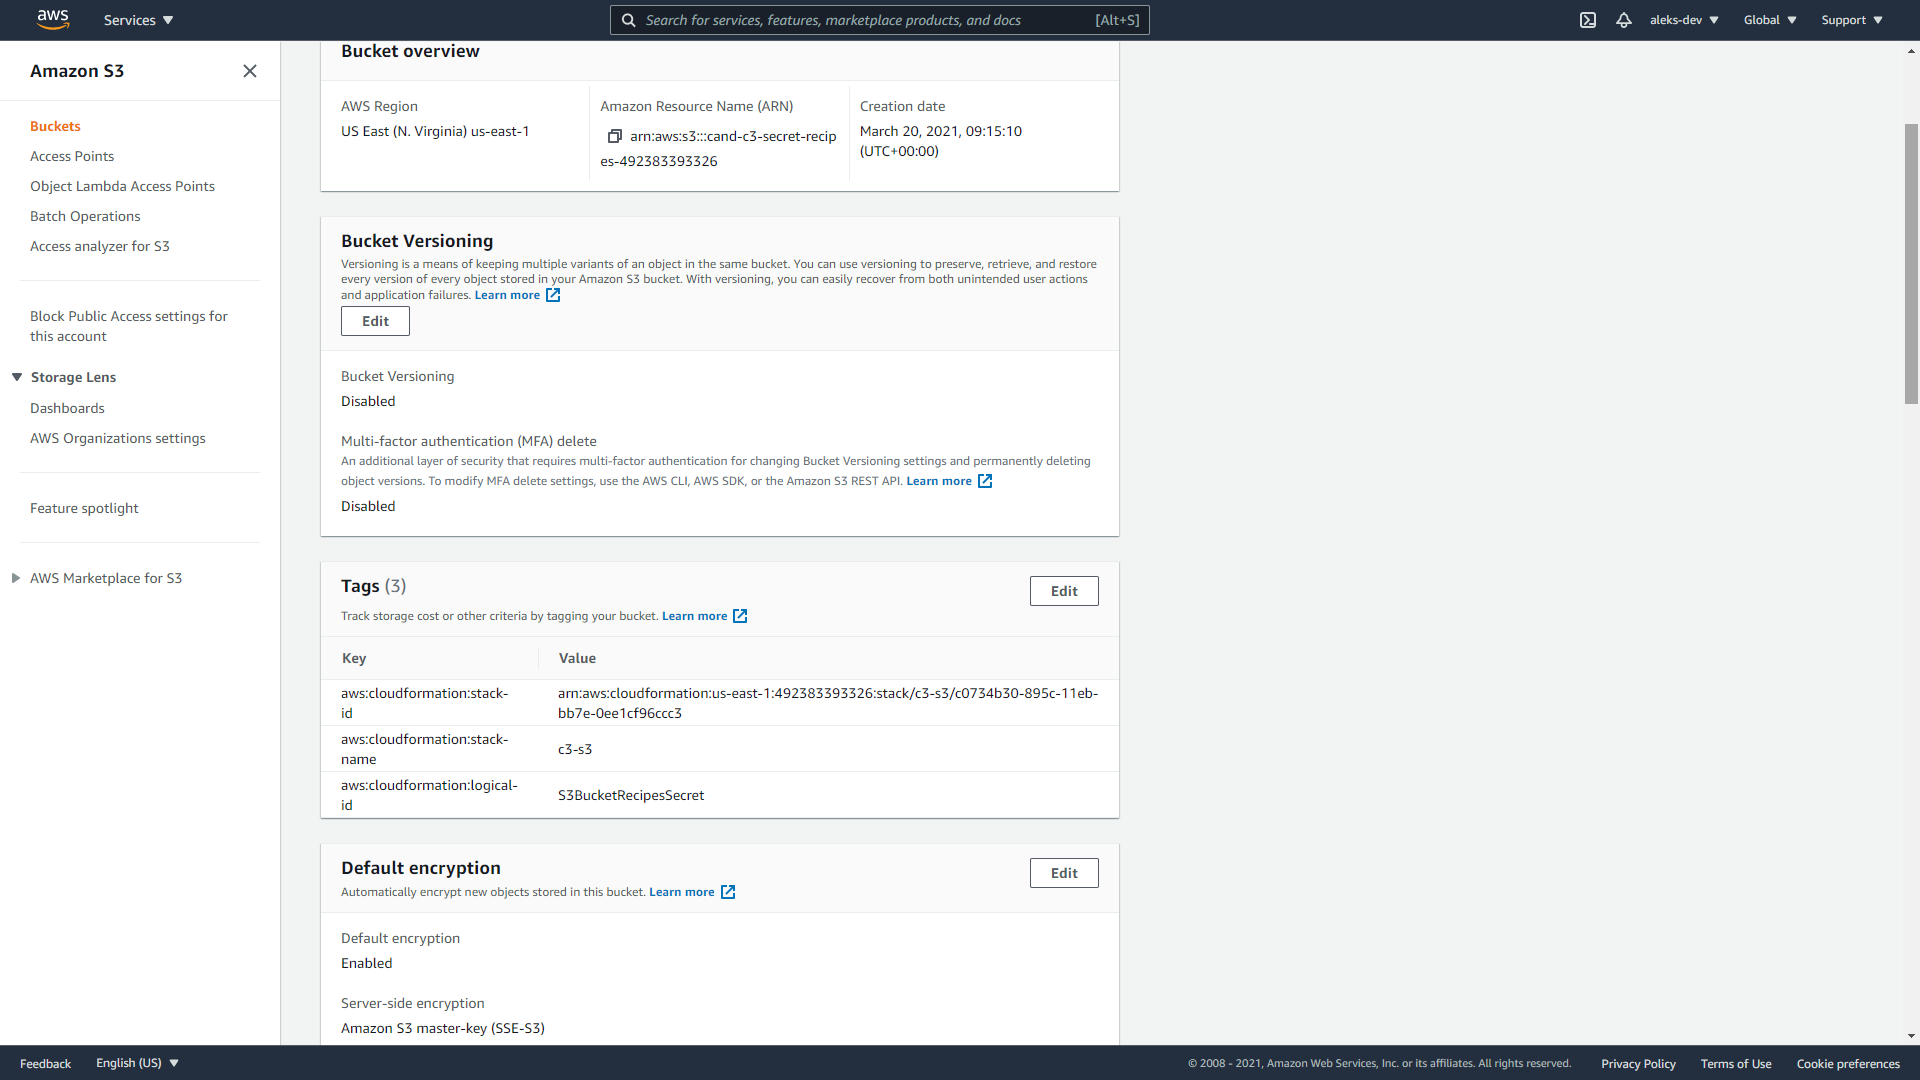 aws
Services
Search for services, features, marketplace products, and docs [Alt+S]
aleks-dev
Global
Support
Amazon S3
Buckets
Access Points
Object Lambda Access Points
Batch Operations
Access analyzer for S3
Block Public Access settings for
this account
Storage Lens
Dashboards
AWS Organizations settings
Feature spotlight
AWS Marketplace for S3
Bucket overview
AWS Region
US East (N. Virginia) us-east-1
Amazon Resource Name (ARN)
arn:aws:s3:::cand-c3-secret-recip
es-492383393326
Creation date
March 20, 2021, 09:15:10
(UTC+00:00)
Bucket Versioning
Versioning is a means of keeping multiple variants of an object in the same bucket. You can use versioning to preserve, retrieve, and restore
every version of every object stored in your Amazon S3 bucket. With versioning, you can easily recover from both unintended user actions
and application failures. Learn more
Edit
Bucket Versioning
Disabled
Multi-factor authentication (MFA) delete
An additional layer of security that requires multi-factor authentication for changing Bucket Versioning settings and permanently deleting
object versions. To modify MFA delete settings, use the AWS CLI, AWS SDK, or the Amazon S3 REST API. Learn more
Disabled
Tags (3)
Edit
Track storage cost or other criteria by tagging your bucket. Learn more
Key Value
aws:cloudformation:stack-
id
arn:aws:cloudformation:us-east-1:492383393326:stack/c3-s3/c0734b30-895c-11eb-
bb7e-0ee1cf96ccc3
aws:cloudformation:stack-
name
c3-s3
aws:cloudformation:logical-
id
S3BucketRecipesSecret
Default encryption
Edit
Automatically encrypt new objects stored in this bucket. Learn more
Default encryption
Enabled
Server-side encryption
Amazon S3 master-key (SSE-S3)
Feedback
English (US)
© 2008 - 2021, Amazon Web Services, Inc. or its affiliates. All rights reserved.
Privacy Policy
Terms of Use
Cookie preferences